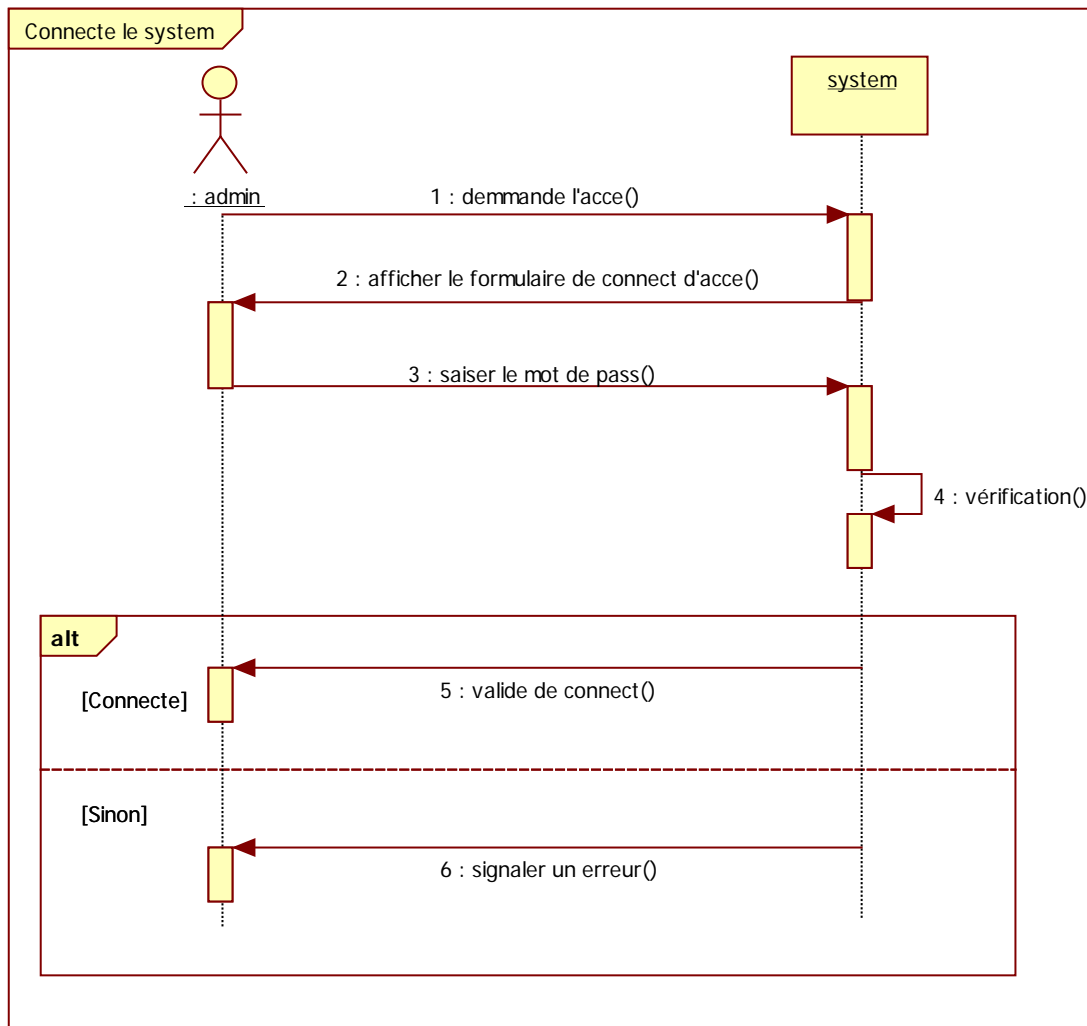 Connecte le system
system
: admin
1 : demmande l'acce()
2 : afficher le formulaire de connect d'acce()
3 : saiser le mot de pass()
4 : vérification()
alt
5 : valide de connect()
[Connecte]
[Sinon]
6 : signaler un erreur()